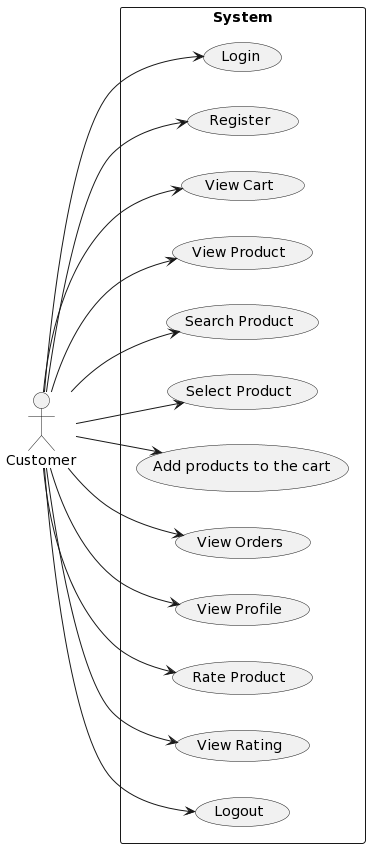 System
Login
Register
View Cart
View Product
Search Product
Select Product
Customer
Add products to the cart
View Orders
View Profile
Rate Product
View Rating
Logout